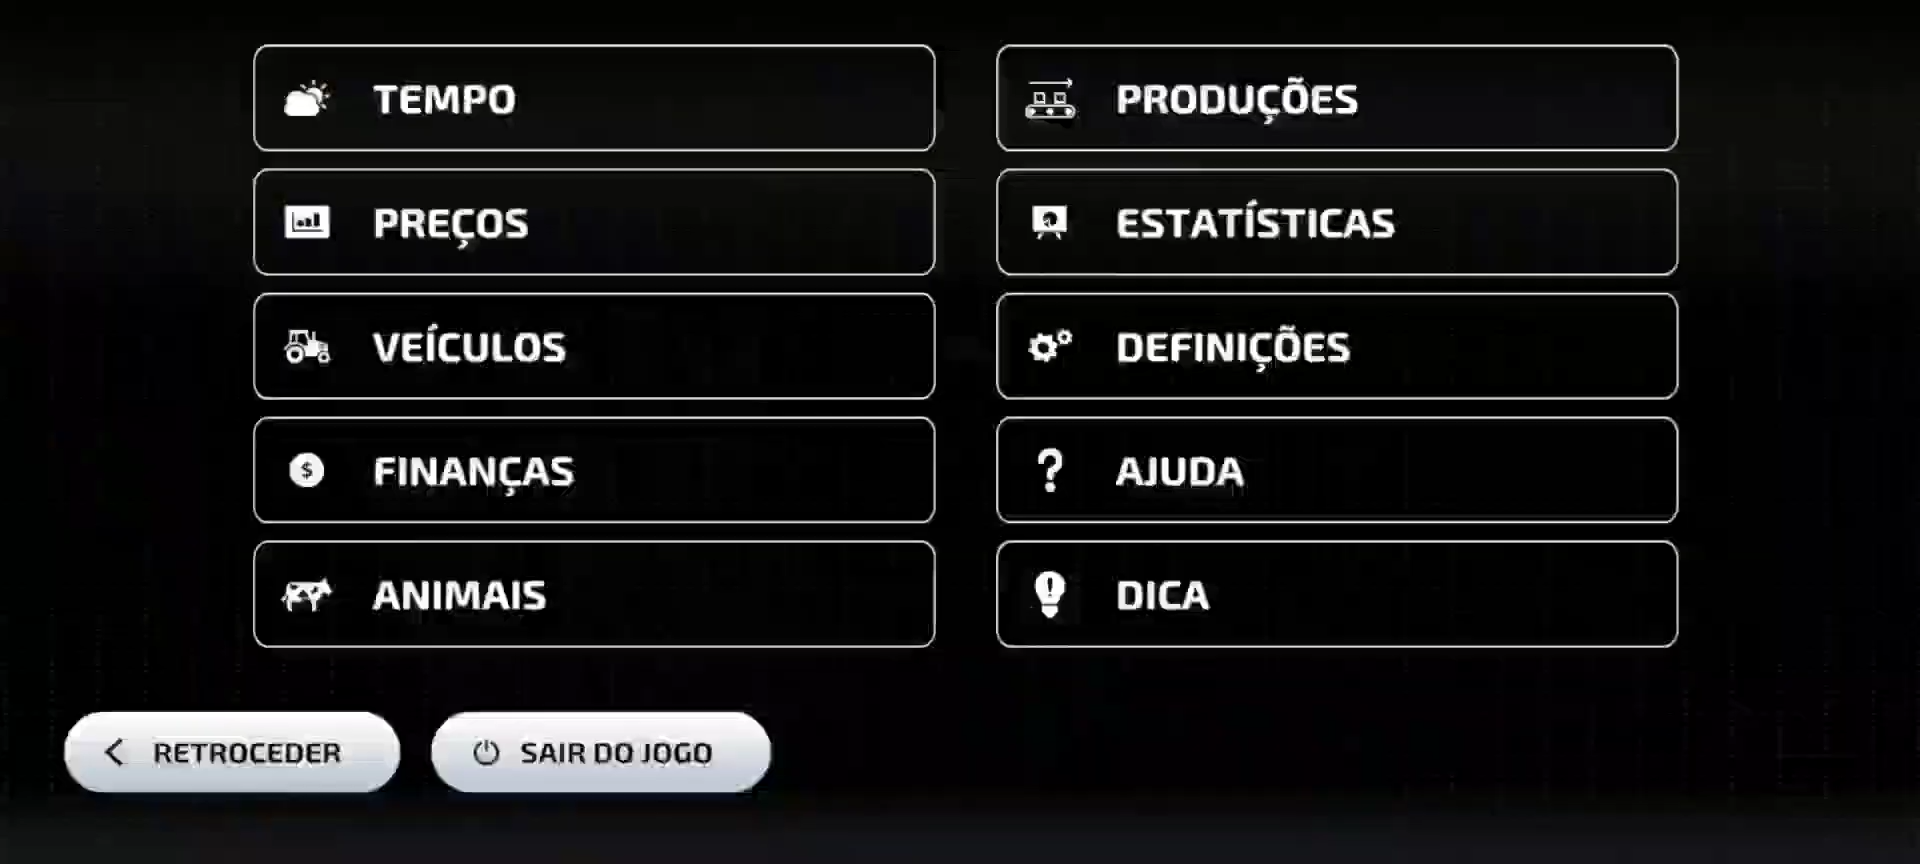 TEMPO
PREÇOS
VEÍCULOS
FINANÇAS
ANIMAIS
PRODUÇÕES
ESTATÍSTICAS
DEFINIÇÕES
AJUDA
DICA
RETROCEDER
SAIR DO JOGO